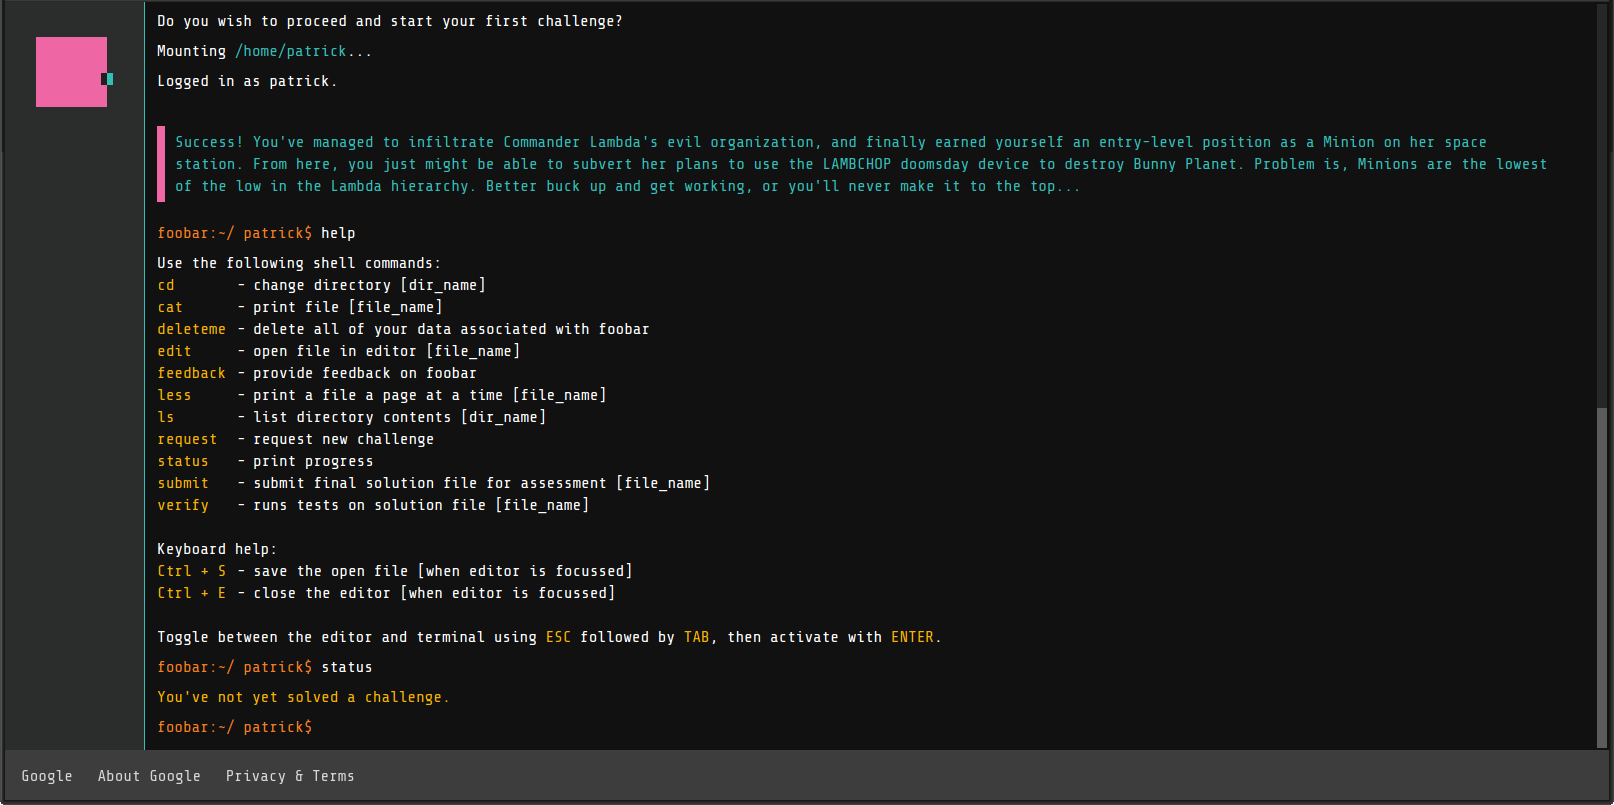 Do you wish to proceed and start your first challenge?
Mounting /home/patrick...
Logged in as patrick.
Success! You've managed to infiltrate Commander Lambda's evil organization, and finally earned yourself an entry-level position as a Minion on her space
station. From here, you just might be able to subvert her plans to use the LAMBCHOP doomsday device to destroy Bunny Planet. Problem is, Minions are the lowest
of the low in the Lambda hierarchy. Better buck up and get working, or you'll never make it to the top...
foobar:~/ patrick$ help
Use the following shell commands:
cd - change directory [dir_name]
cat - print file [file_name]
deleteme - delete all of your data associated with foobar
edit - open file in editor [file_name]
feedback - provide feedback on foobar
less - print a file a page at a time [file_name]
ls - list directory contents [dir_name]
request - request new challenge
status - print progress
submit - submit final solution file for assessment [file_name]
verify - runs tests on solution file [file_name]
Keyboard help:
Ctrl + S - save the open file [when editor is focussed]
Ctrl + E - close the editor [when editor is focussed]
Toggle between the editor and terminal using ESC followed by TAB, then activate with ENTER.
foobar:~/ patrick$ status
You've not yet solved a challenge.
foobar:~/ patrick$
Google About Google Privacy & Terms